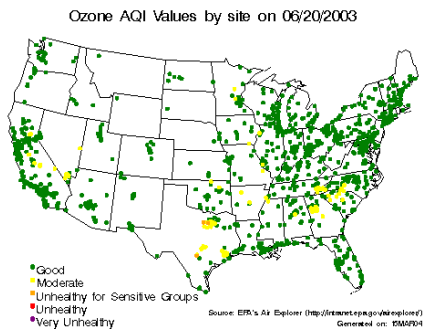 Ozone AQI Values by site on 06/20/2003
Good
Moderate
Unhealthy for Sensitive Groups
Unhealthy
Very Unhealthy
Source: EPA's Air Explorer (http://intranet.epa.gov/airexplorer/)
Generated on: 15MAR04